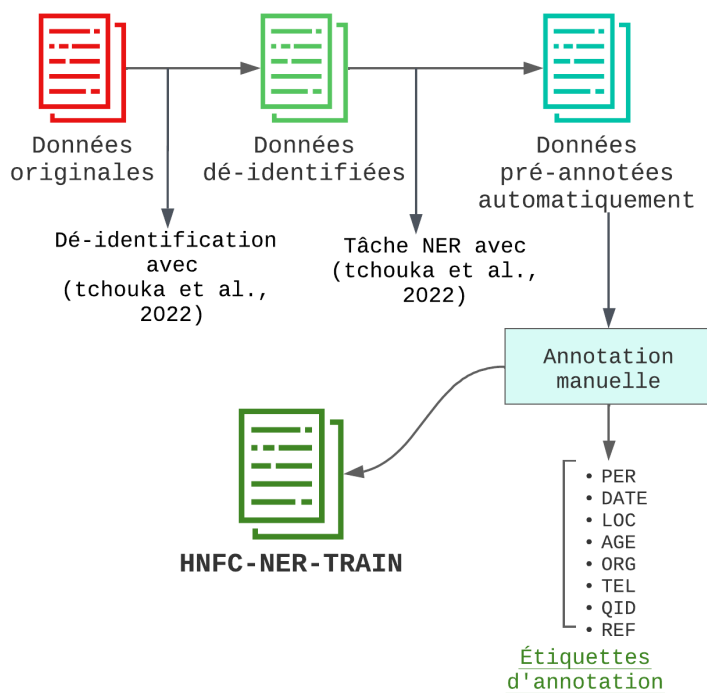 Données
originales
Données
dé-identifiées
Données
pré-annotées
automatiquement
Dé-identification
avec
(tchouka et al.,
2022)
Tâche NER avec
(tchouka et al.,
2022)
Annotation
manuelle
HNFC-NER-TRAIN
• PER
• DATE
• LOC
• AGE
• ORG
• TEL
• QID
• REF
Étiquettes
d'annotation